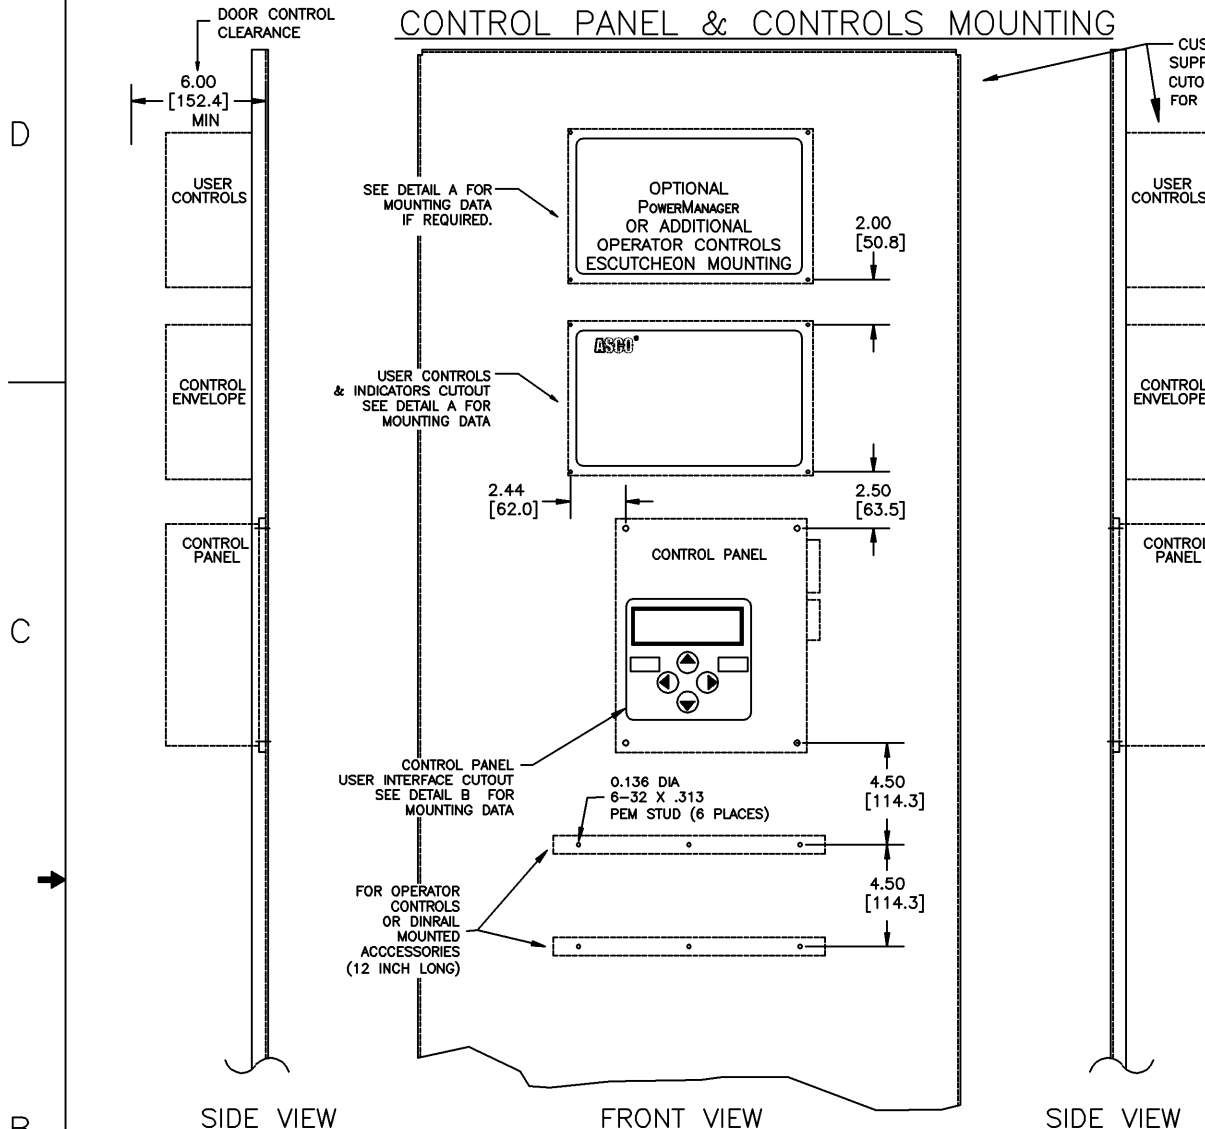 CONTROL PANEL & CONTROLS MOUNTING
DOOR CONTROL
CLEARANCE
6.00
[152.4]
MIN
D
USER
CONTROLS
CONTROL
ENVELOPE
CONTROL
PANEL
C
SIDE VIEW
SEE DETAIL A FOR
MOUNTING DATA
IF REQUIRED.
OPTIONAL
POWERMANAGER
OR ADDITIONAL
OPERATOR CONTROLS
ESCUTCHEON MOUNTING
2.00
[50.8]
ASCO®
USER CONTROLS
& INDICATORS CUTOUT
SEE DETAIL A FOR
MOUNTING DATA
2.44
[62.0]
2.50
[63.5]
CONTROL PANEL
CONTROL PANEL
USER INTERFACE CUTOUT
SEE DETAIL B FOR
MOUNTING DATA
0.136 DIA
6-32 X .313
PEM STUD (6 PLACES)
4.50
[114.3]
4.50
[114.3]
FOR OPERATOR
CONTROLS
OR DINRAIL
MOUNTED
ACCCESSORIES
(12 INCH LONG)
FRONT VIEW
CUS
SUPP
CUTO
FOR
USER
CONTROLS
CONTROL
ENVELOPE
CONTROL
PANEL
SIDE VIEW